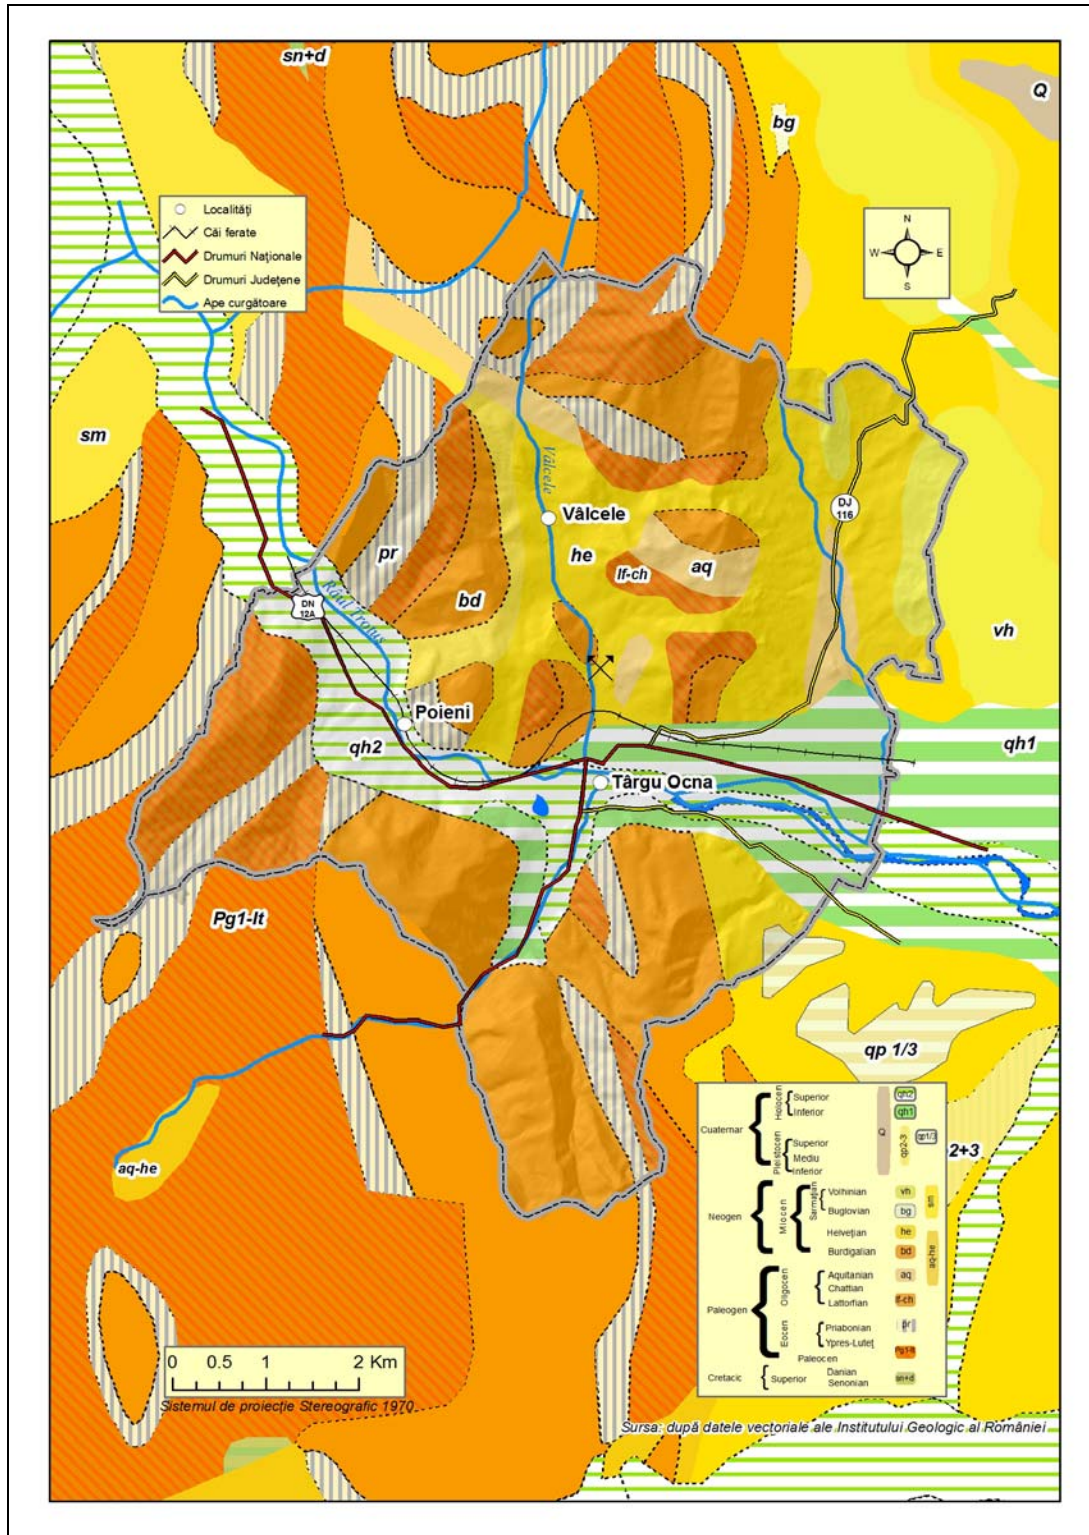 sn+d
Q
bg
Localități
Căi ferate
Drumuri Naționale
Drumuri Județene
Ape curgătoare
N
W E
S
sm
Vâlcele
DJ
116
Vâlcele
he
pr
lf-ch
aq
bd
DN
12A
Râul Trotuș
vh
Poieni
qh2
qh1
Târgu Ocna
Pg1-lt
qp 1/3
2+3
aq-he
Cuaternar
Holocen
Superior
Inferior
Pleistocen
Superior
Mediu
Inferior
Q
qh2
qh1
qp2-3
qp1/3
Neogen
Miocen
Sarmațian
Volhinian
vh
sm
Buglovian
bg
Helvețian
he
Burdigalian
bd
aq-he
Paleogen
Oligocen
Aquitanian
aq
Chattian
Lattorfian
lf-ch
Eocen
Priabonian
pr
Ypres-Luteț
Pg1-lt
Paleocen
Cretacic
Superior
Danian
Senonian
sn+d
0 0.5 1 2 Km
Sistemul de proiecție Stereografic 1970
Sursa: după datele vectoriale ale Institutului Geologic al României